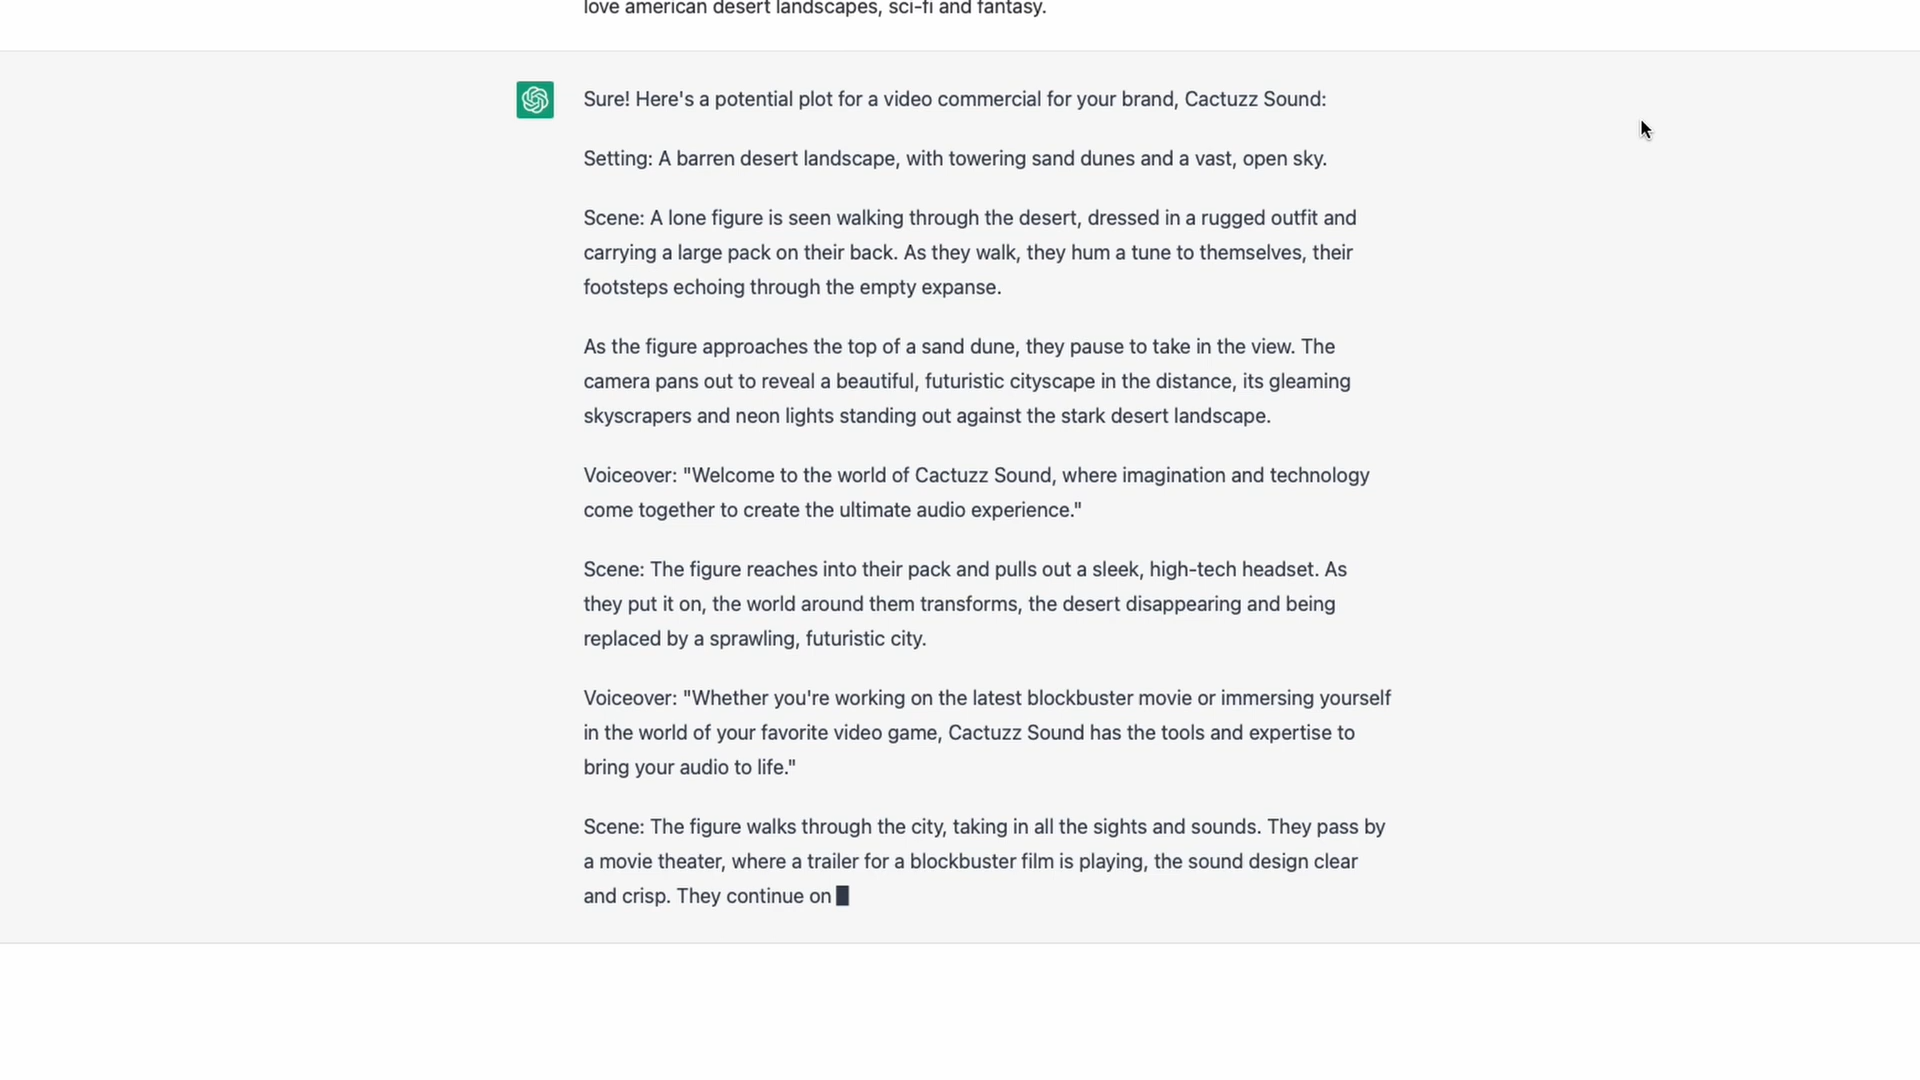 love american desert landscapes, sci-fi and fantasy.
Sure! Here's a potential plot for a video commercial for your brand, Cactuzz Sound:
Setting: A barren desert landscape, with towering sand dunes and a vast, open sky.
Scene: A lone figure is seen walking through the desert, dressed in a rugged outfit and
carrying a large pack on their back. As they walk, they hum a tune to themselves, their
footsteps echoing through the empty expanse.
As the figure approaches the top of a sand dune, they pause to take in the view. The
camera pans out to reveal a beautiful, futuristic cityscape in the distance, its gleaming
skyscrapers and neon lights standing out against the stark desert landscape.
Voiceover: "Welcome to the world of Cactuzz Sound, where imagination and technology
come together to create the ultimate audio experience."
Scene: The figure reaches into their pack and pulls out a sleek, high-tech headset. As
they put it on, the world around them transforms, the desert disappearing and being
replaced by a sprawling, futuristic city.
Voiceover: "Whether you're working on the latest blockbuster movie or immersing yourself
in the world of your favorite video game, Cactuzz Sound has the tools and expertise to
bring your audio to life."
Scene: The figure walks through the city, taking in all the sights and sounds. They pass by
a movie theater, where a trailer for a blockbuster film is playing, the sound design clear
and crisp. They continue on